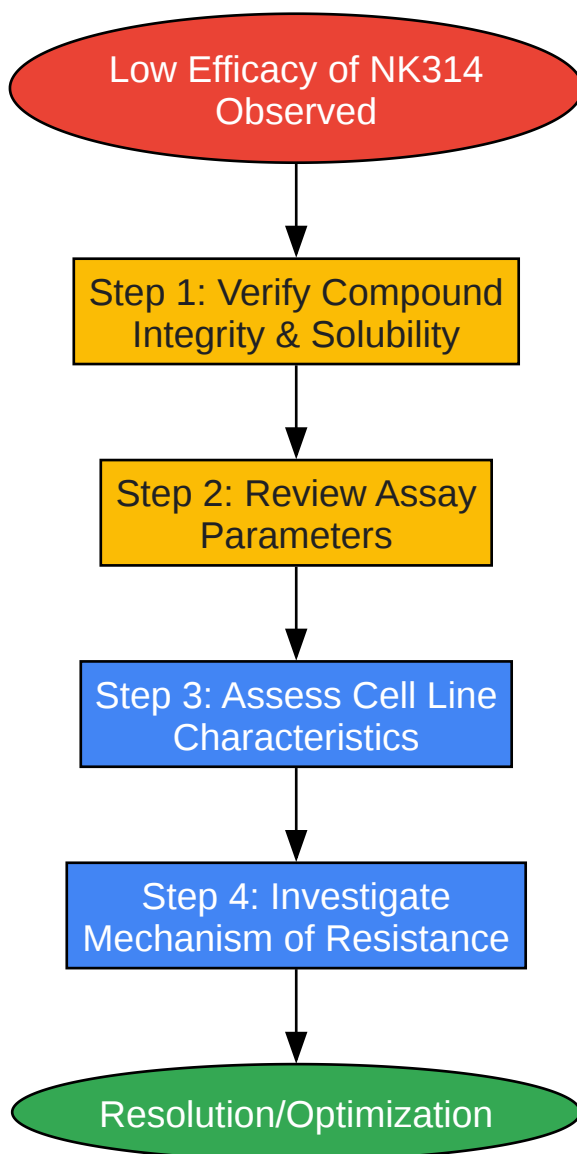 Low Efficacy of NK314
Observed
Step 1: Verify Compound
Integrity & Solubility
Step 2: Review Assay
Parameters
Step 3: Assess Cell Line
Characteristics
Step 4: Investigate
Mechanism of Resistance
Resolution/Optimization